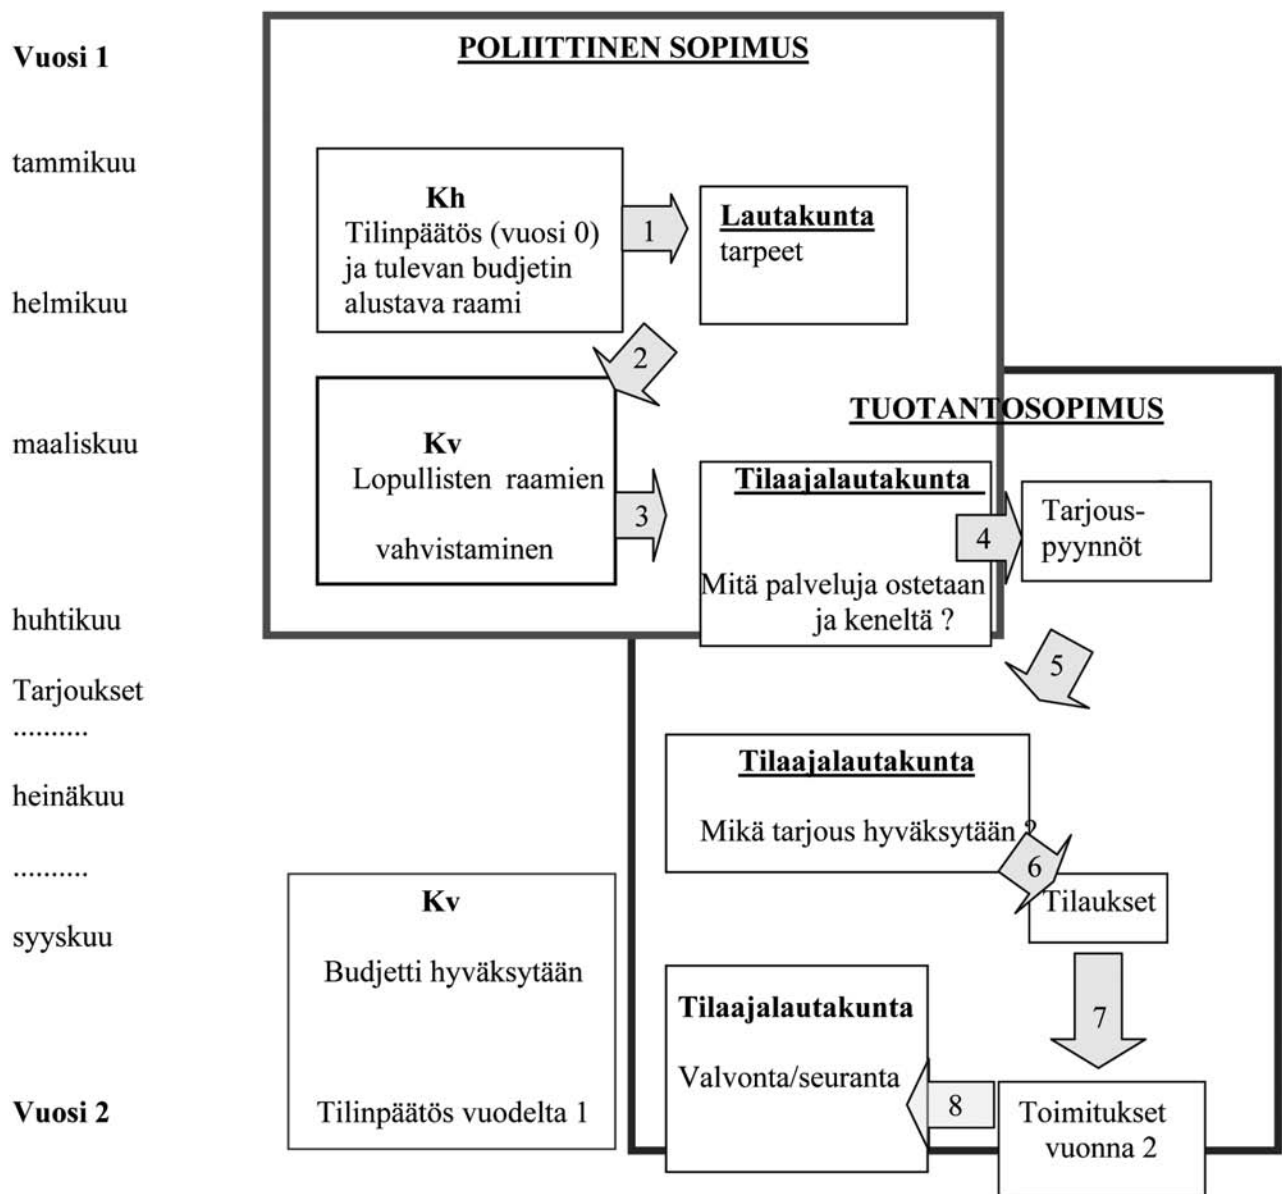 Vuosi 1
POLIITTINEN SOPIMUS
tammikuu
Kh
Tilinpäätös (vuosi 0)
ja tulevan budjetin
alustava raami
1
Lautakunta
tarpeet
helmikuu
2
TUOTANTOSOPIMUS
maaliskuu
Kv
Lopullisten raamien
vahvistaminen
3
Tilaajalautakunta
Mitä palveluja ostetaan
ja keneltä ?
4
Tarjous-
pyynnöt
huhtikuu
5
Tarjoukset
..........
Tilaajalautakunta
Mikä tarjous hyväksytään ?
heinäkuu
6
..........
Tilaukset
syyskuu
Kv
Budjetti hyväksytään
Tilinpäätös vuodelta 1
7
Tilaajalautakunta
Valvonta/seuranta
8
Toimitukset
vuonna 2
Vuosi 2